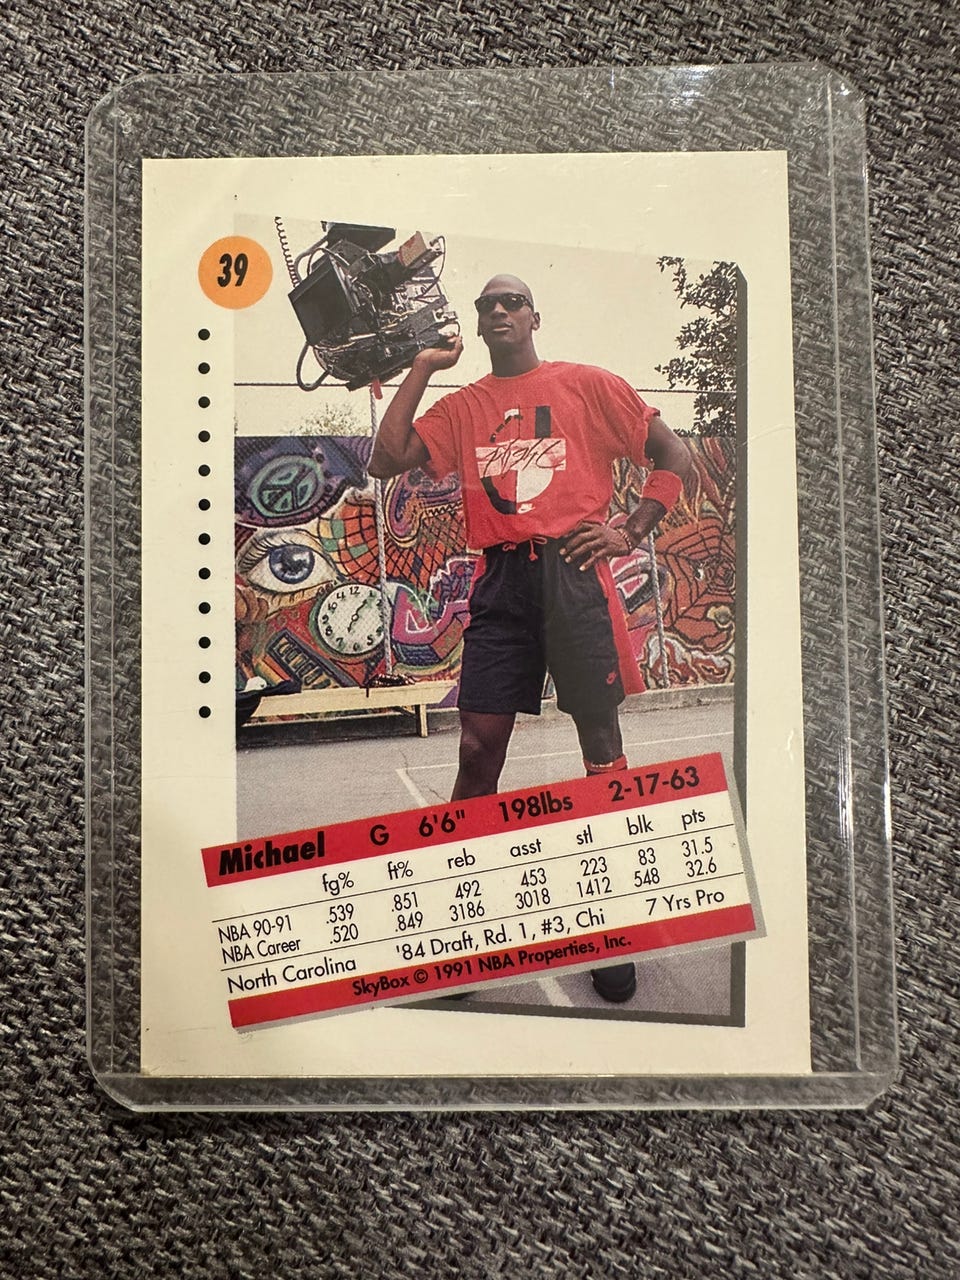 39
Michael G 6'6" 198lbs 2-17-63
fg% ft% reb asst stl blk pts
NBA 90-91 .539 .851 492 453 223 83 31.5
NBA Career .520 .849 3186 3018 1412 548 32.6
North Carolina '84 Draft, Rd. 1, #3, Chi 7 Yrs Pro
SkyBox © 1991 NBA Properties, Inc.